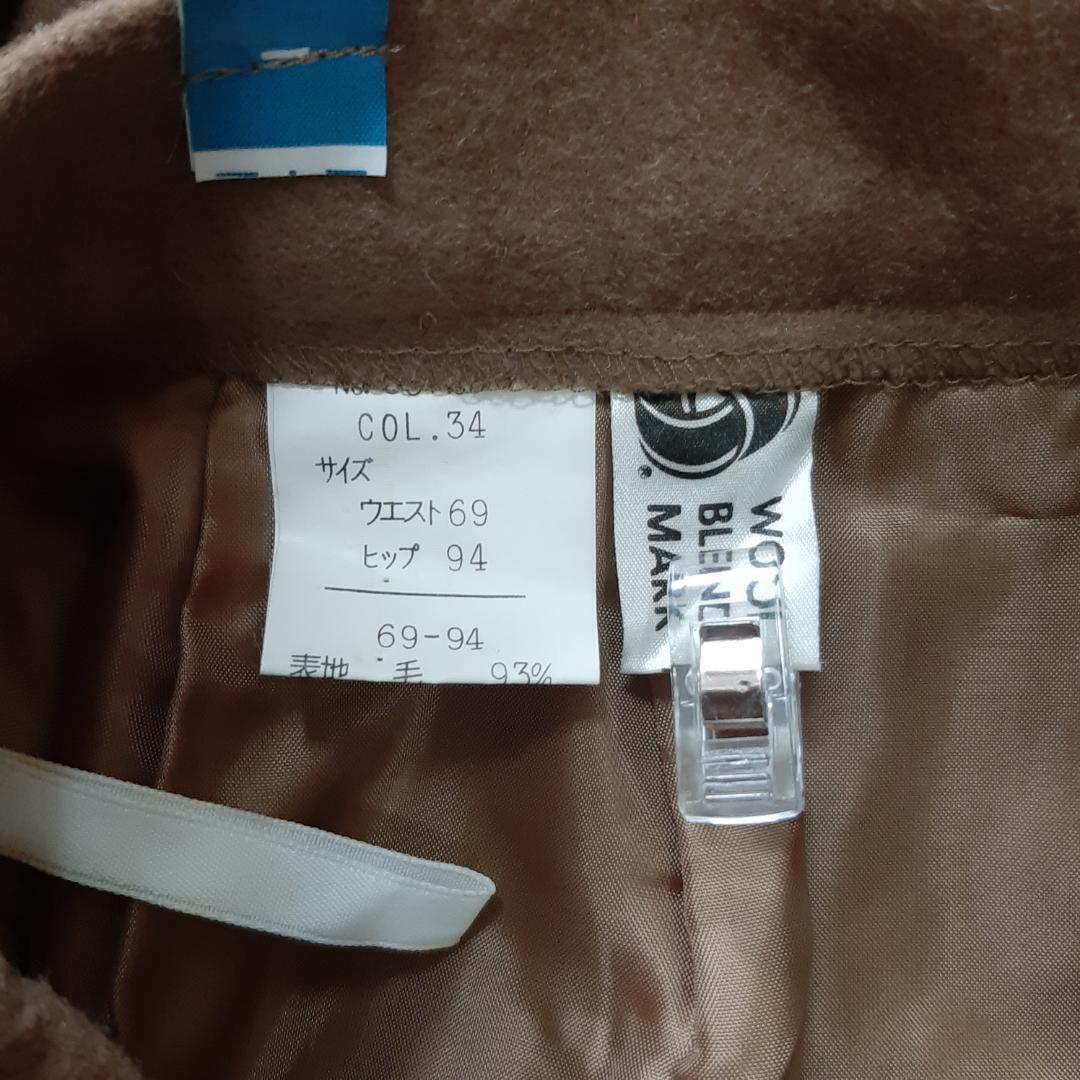 COL.34
サイズ
ウエスト69
ヒップ 94
69-94
表地 毛 93%
WOOL
BLEND
MARK